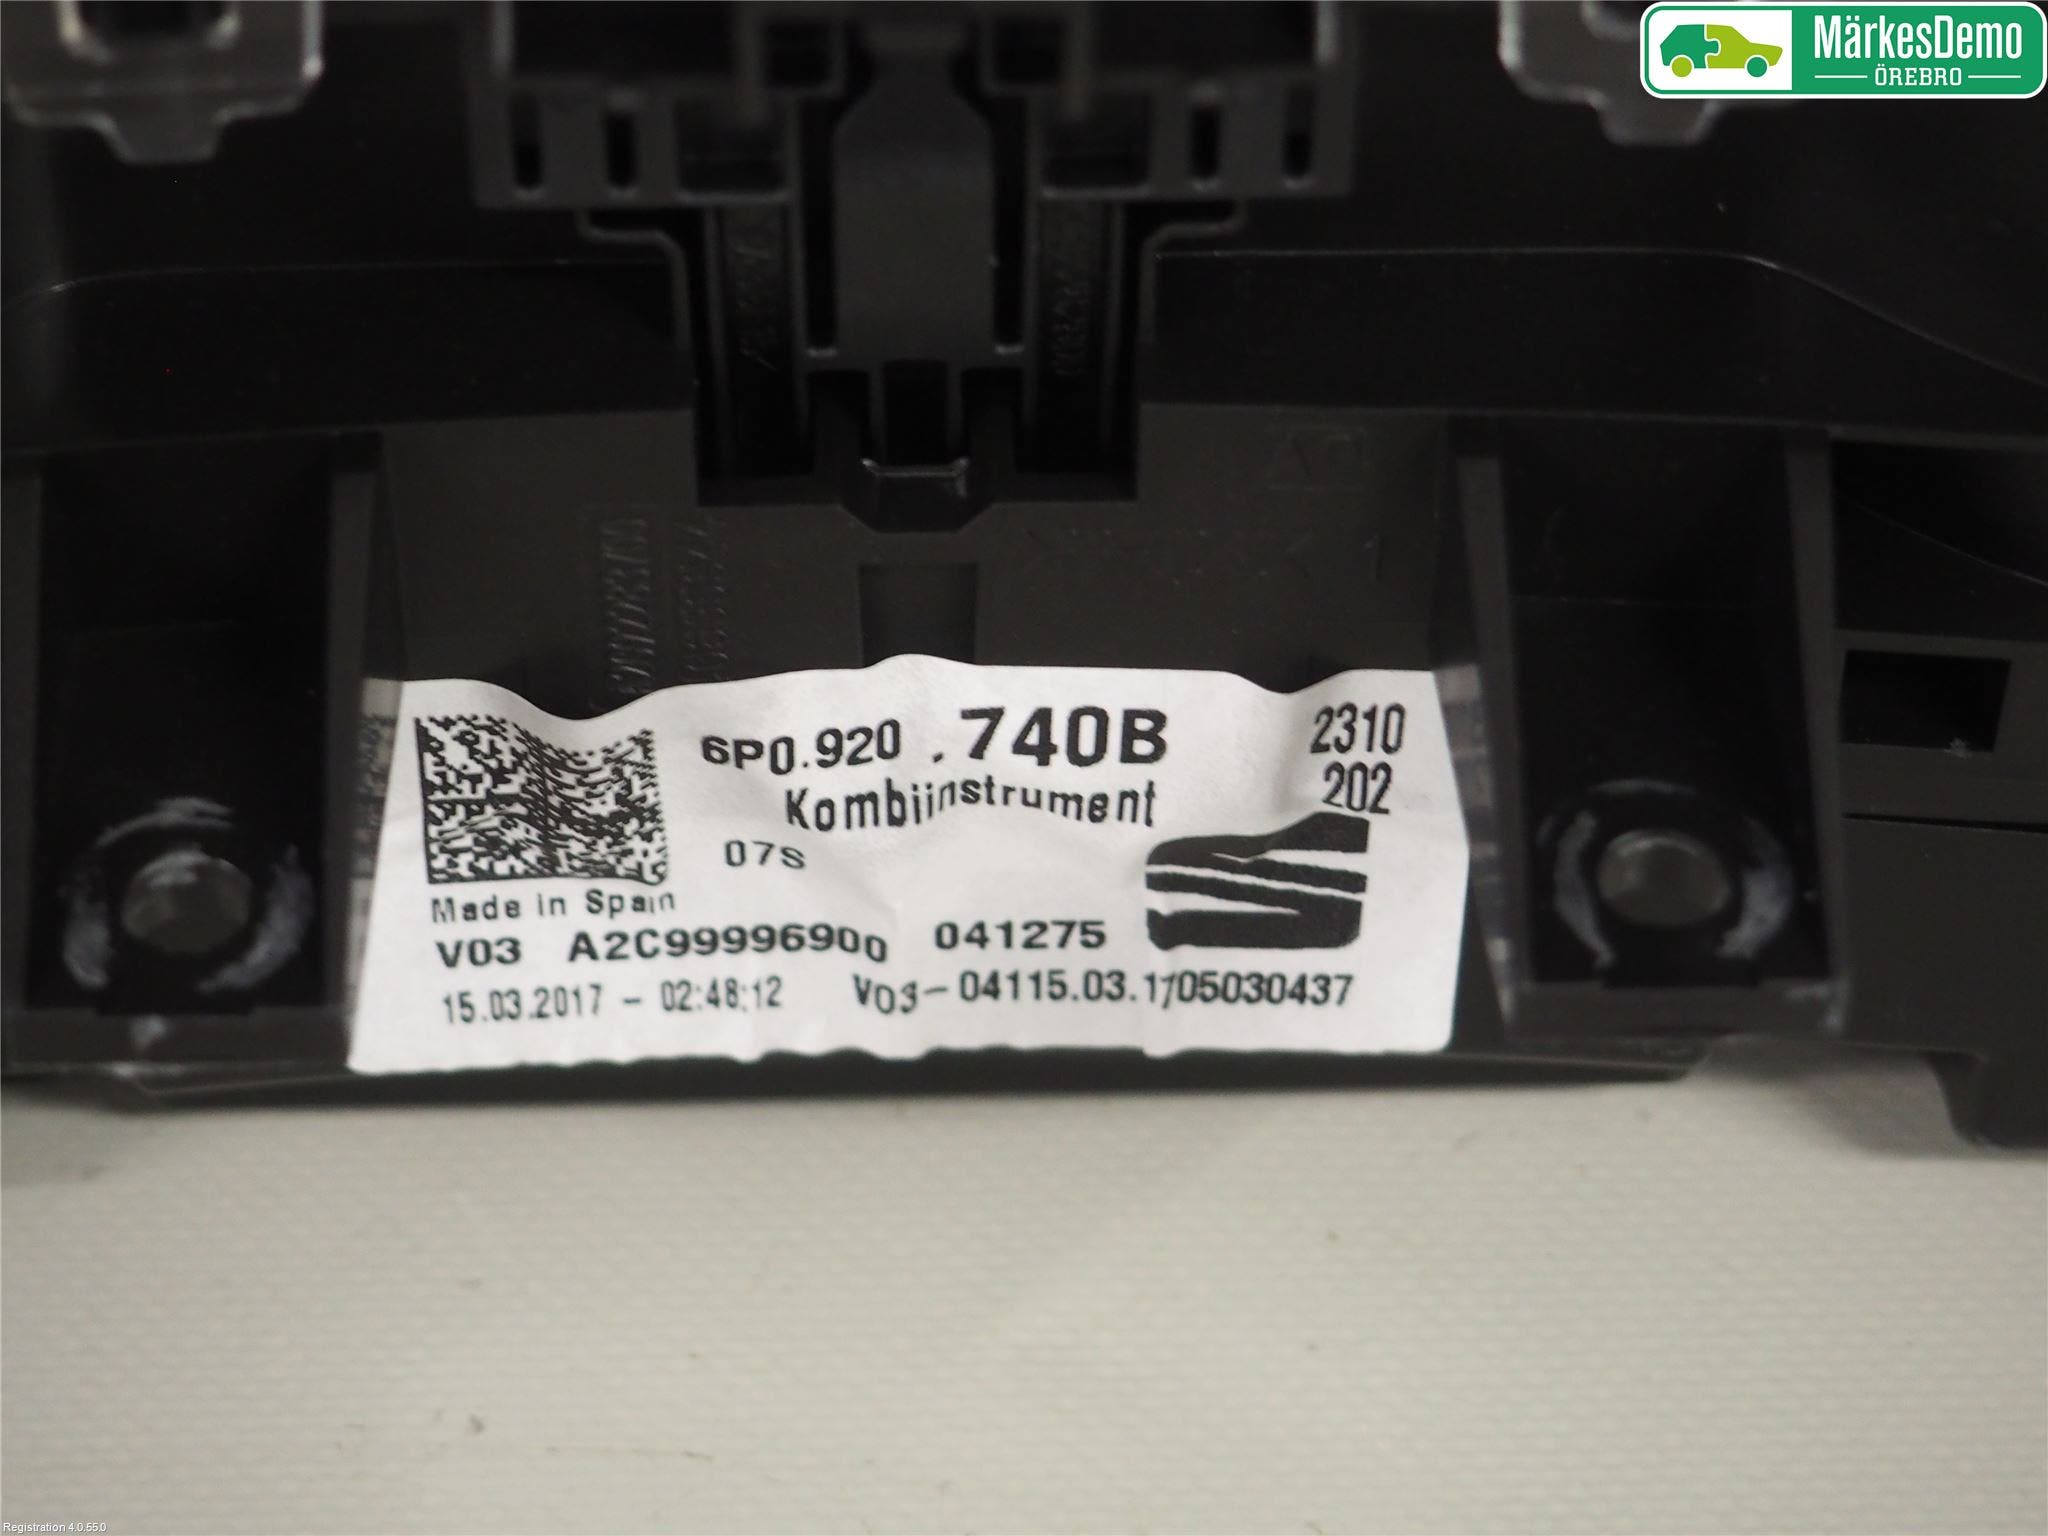 MärkesDemo
ÖREBRO
6P0.920 .740B
2310
202
Kombiinstrument
07S
Made in Spain
V03 A2C99996900 041275
15.03.2017 - 02:48:12 V03-04115.03.1705030437
Registration 4.0.55.0